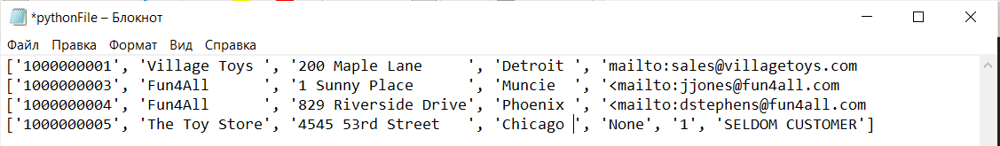 *pythonFile – Блокнот
Файл Правка Формат Вид Справка
['1000000001', 'Village Toys ', '200 Maple Lane     ', 'Detroit ', 'mailto:sales@villagetoys.com
['1000000003', 'Fun4All      ', '1 Sunny Place      ', 'Muncie  ', '<mailto:jjones@fun4all.com
['1000000004', 'Fun4All      ', '829 Riverside Drive', 'Phoenix ', '<mailto:dstephens@fun4all.com
['1000000005', 'The Toy Store', '4545 53rd Street   ', 'Chicago ', 'None', '1', 'SELDOM CUSTOMER']